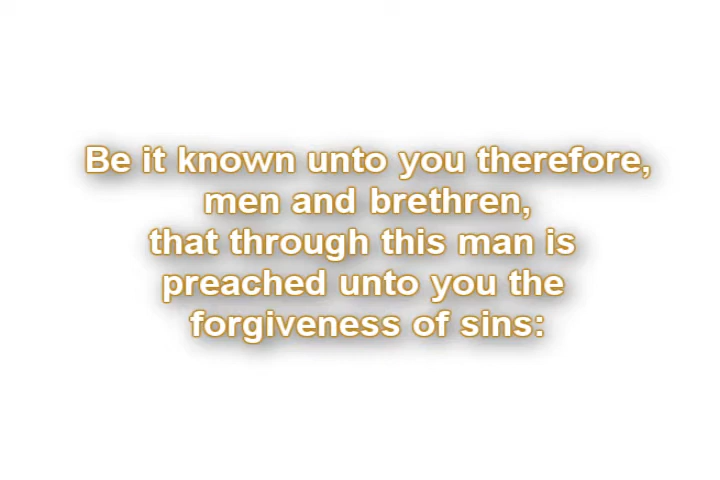 Be it known unto you therefore,
men and brethren,
that through this man is
preached unto you the
forgiveness of sins: